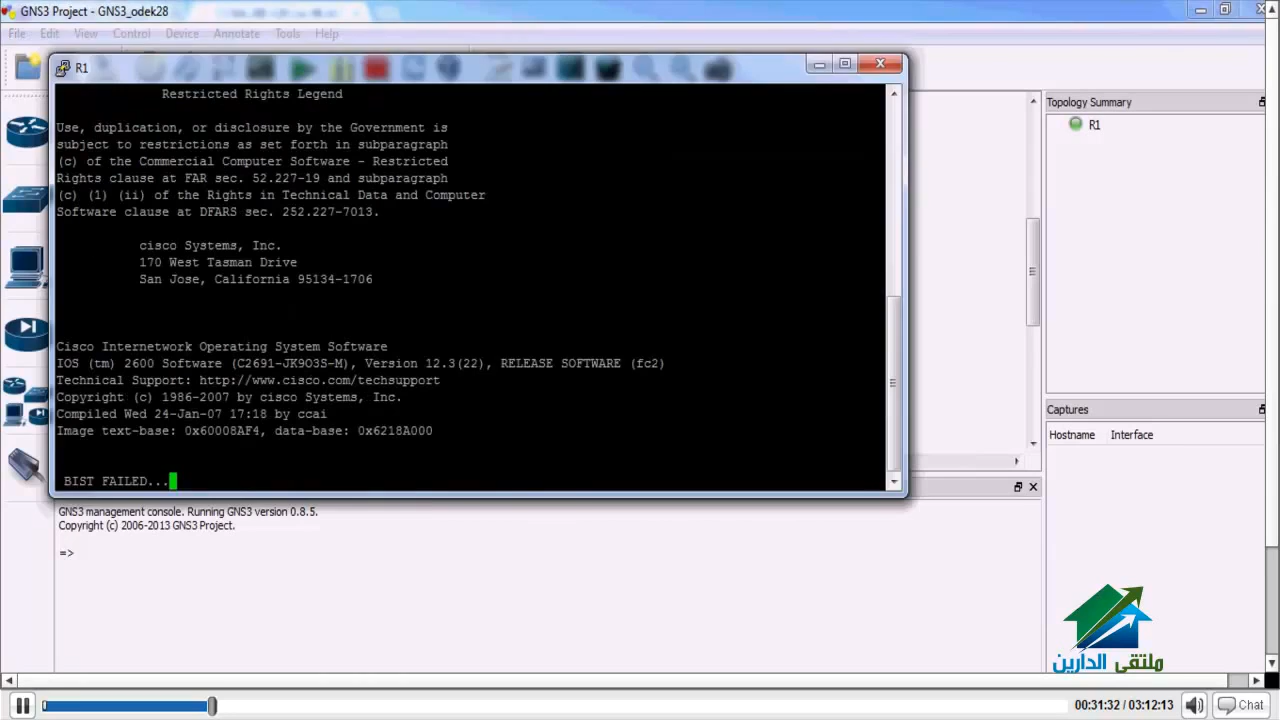 GNS3 Project - GNS3_odek28
File Edit View Control Device Annotate Tools Help
R1
Restricted Rights Legend
Use, duplication, or disclosure by the Government is
subject to restrictions as set forth in subparagraph
(c) of the Commercial Computer Software - Restricted
Rights clause at FAR sec. 52.227-19 and subparagraph
(c) (1) (ii) of the Rights in Technical Data and Computer
Software clause at DFARS sec. 252.227-7013.
cisco Systems, Inc.
170 West Tasman Drive
San Jose, California 95134-1706
Cisco Internetwork Operating System Software
IOS (tm) 2600 Software (C2691-JK9O3S-M), Version 12.3(22), RELEASE SOFTWARE (fc2)
Technical Support: http://www.cisco.com/techsupport
Copyright (c) 1986-2007 by cisco Systems, Inc.
Compiled Wed 24-Jan-07 17:18 by ccai
Image text-base: 0x60008AF4, data-base: 0x6218A000
BIST FAILED...
Topology Summary
R1
Captures
Hostname Interface
GNS3 management console. Running GNS3 version 0.8.5.
Copyright (c) 2006-2013 GNS3 Project.
=>
ملتقى الدارين
00:31:32 / 03:12:13
Chat